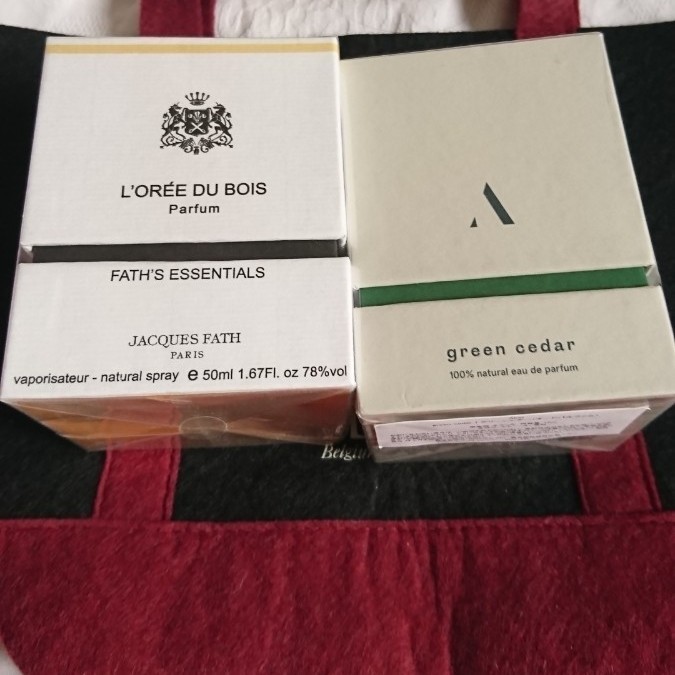 L'ORÉE DU BOIS
Parfum
FATH'S ESSENTIALS
JACQUES FATH
PARIS
vaporisateur - natural spray e 50ml 1.67Fl. oz 78%vol
A
green cedar
100% natural eau de parfum